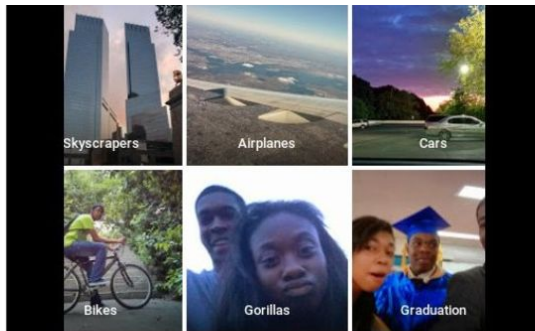 Skyscrapers
Airplanes
Cars
Bikes
Gorillas
Graduation